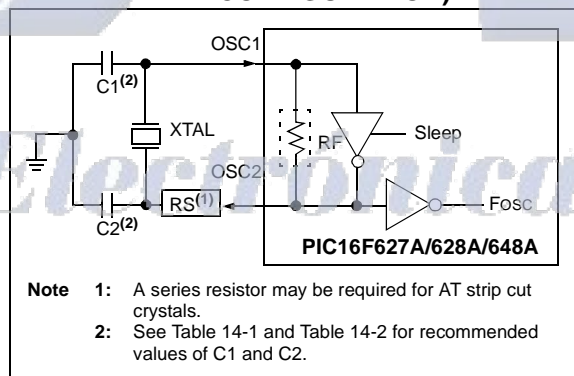 OSC1
C1(2)
XTAL
RF
Sleep
OSC2
RS(1)
Fosc
C2(2)
PIC16F627A/628A/648A
Note 1: A series resistor may be required for AT strip cut
crystals.
2: See Table 14-1 and Table 14-2 for recommended
values of C1 and C2.
Electrónica